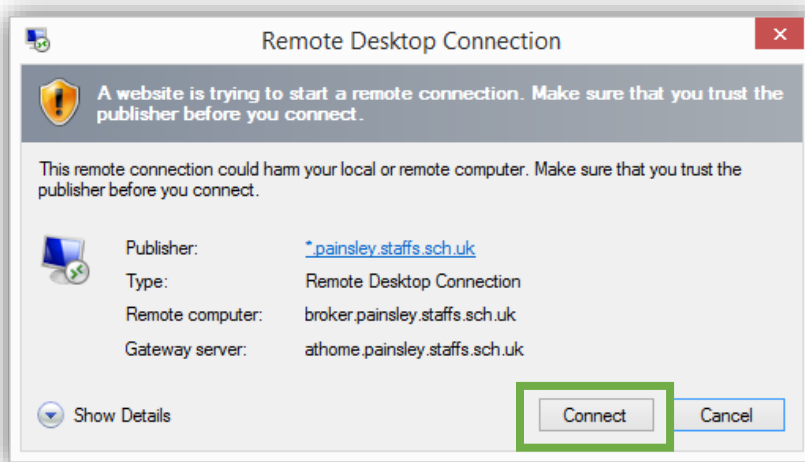 Remote Desktop Connection
A website is trying to start a remote connection. Make sure that you trust the
publisher before you connect.
This remote connection could harm your local or remote computer. Make sure that you trust the
publisher before you connect.
Publisher: *.painsley.staffs.sch.uk
Type: Remote Desktop Connection
Remote computer: broker.painsley.staffs.sch.uk
Gateway server: athome.painsley.staffs.sch.uk
Show Details Connect Cancel